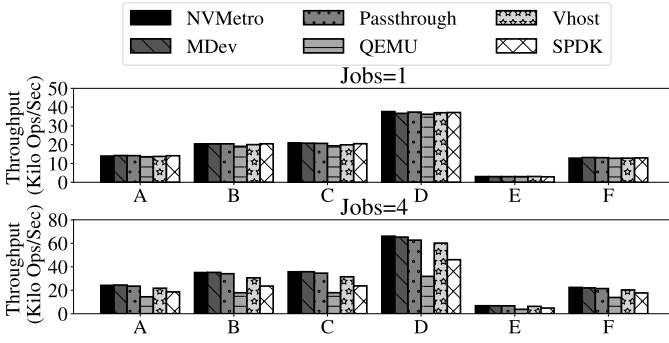 NVMetro Passthrough Vhost
MDev QEMU SPDK
Jobs=1
Throughput
(Kilo Ops/Sec)
50
40
30
20
10
0
A B C D E F
Jobs=4
Throughput
(Kilo Ops/Sec)
80
60
40
20
0
A B C D E F